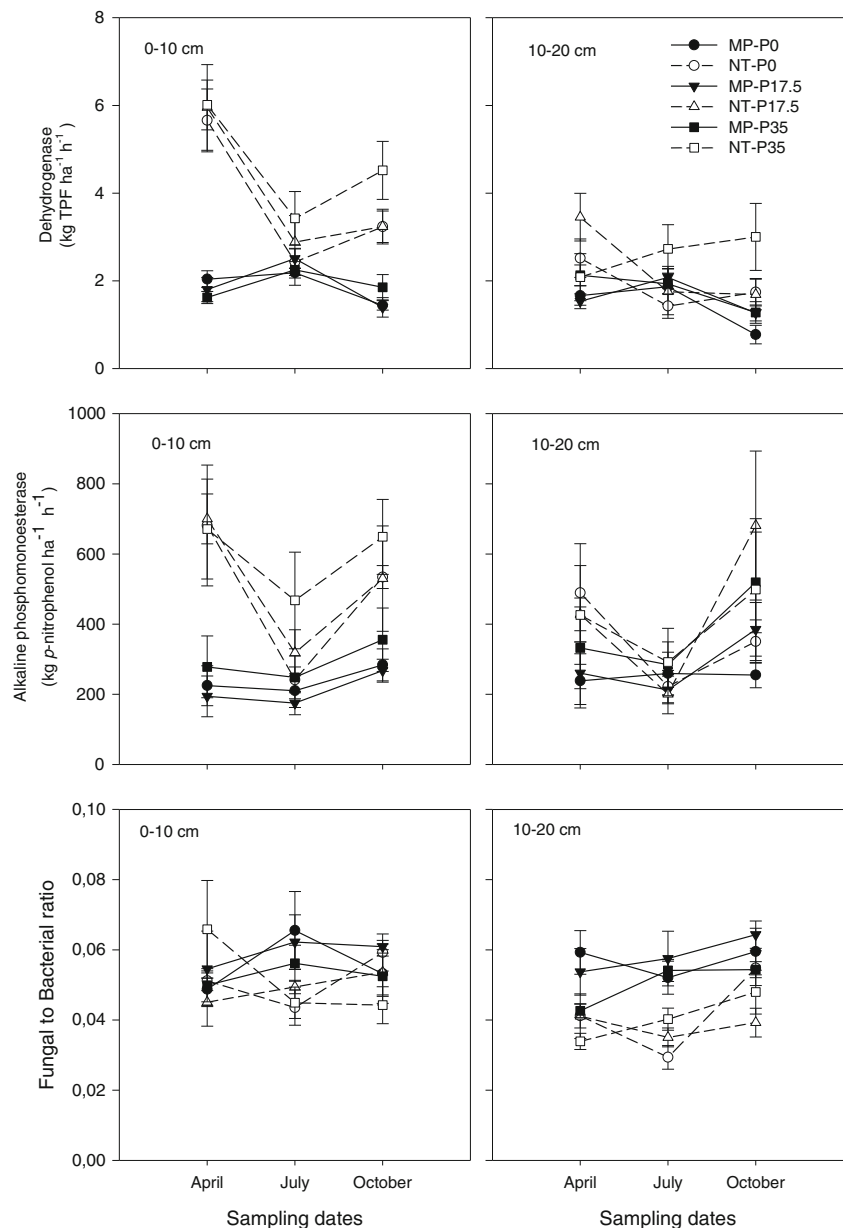 8
6
4
2
0
Dehydrogenase
(kg TPF ha⁻¹ h⁻¹)
0-10 cm
10-20 cm
MP-P0
NT-P0
MP-P17.5
NT-P17.5
MP-P35
NT-P35
1000
800
600
400
200
0
Alkaline phosphomonoesterase
(kg p-nitrophenol ha⁻¹ h⁻¹)
0-10 cm
10-20 cm
0,10
0,08
0,06
0,04
0,02
0,00
Fungal to Bacterial ratio
0-10 cm
10-20 cm
April July October
April July October
Sampling dates
Sampling dates